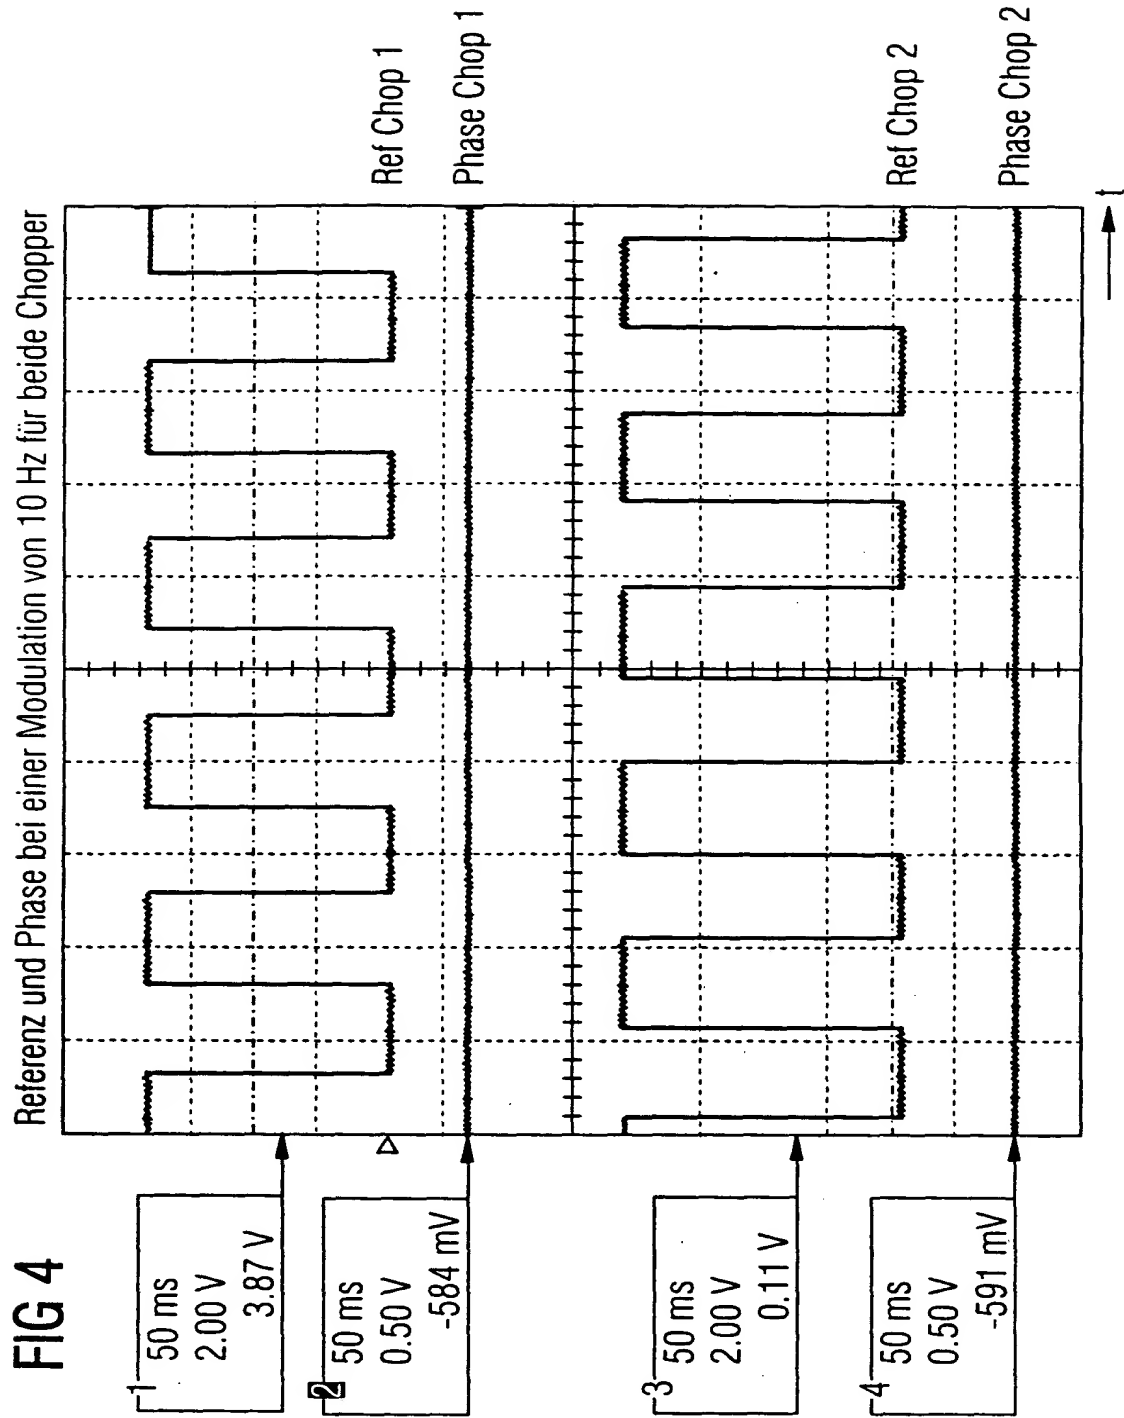 FIG 4
Referenz und Phase bei einer Modulation von 10 Hz für beide Chopper
1
50 ms
2.00 V
3.87 V
2
50 ms
0.50 V
-584 mV
3
50 ms
2.00 V
0.11 V
4
50 ms
0.50 V
-591 mV
Ref Chop 1
Phase Chop 1
Ref Chop 2
Phase Chop 2
t